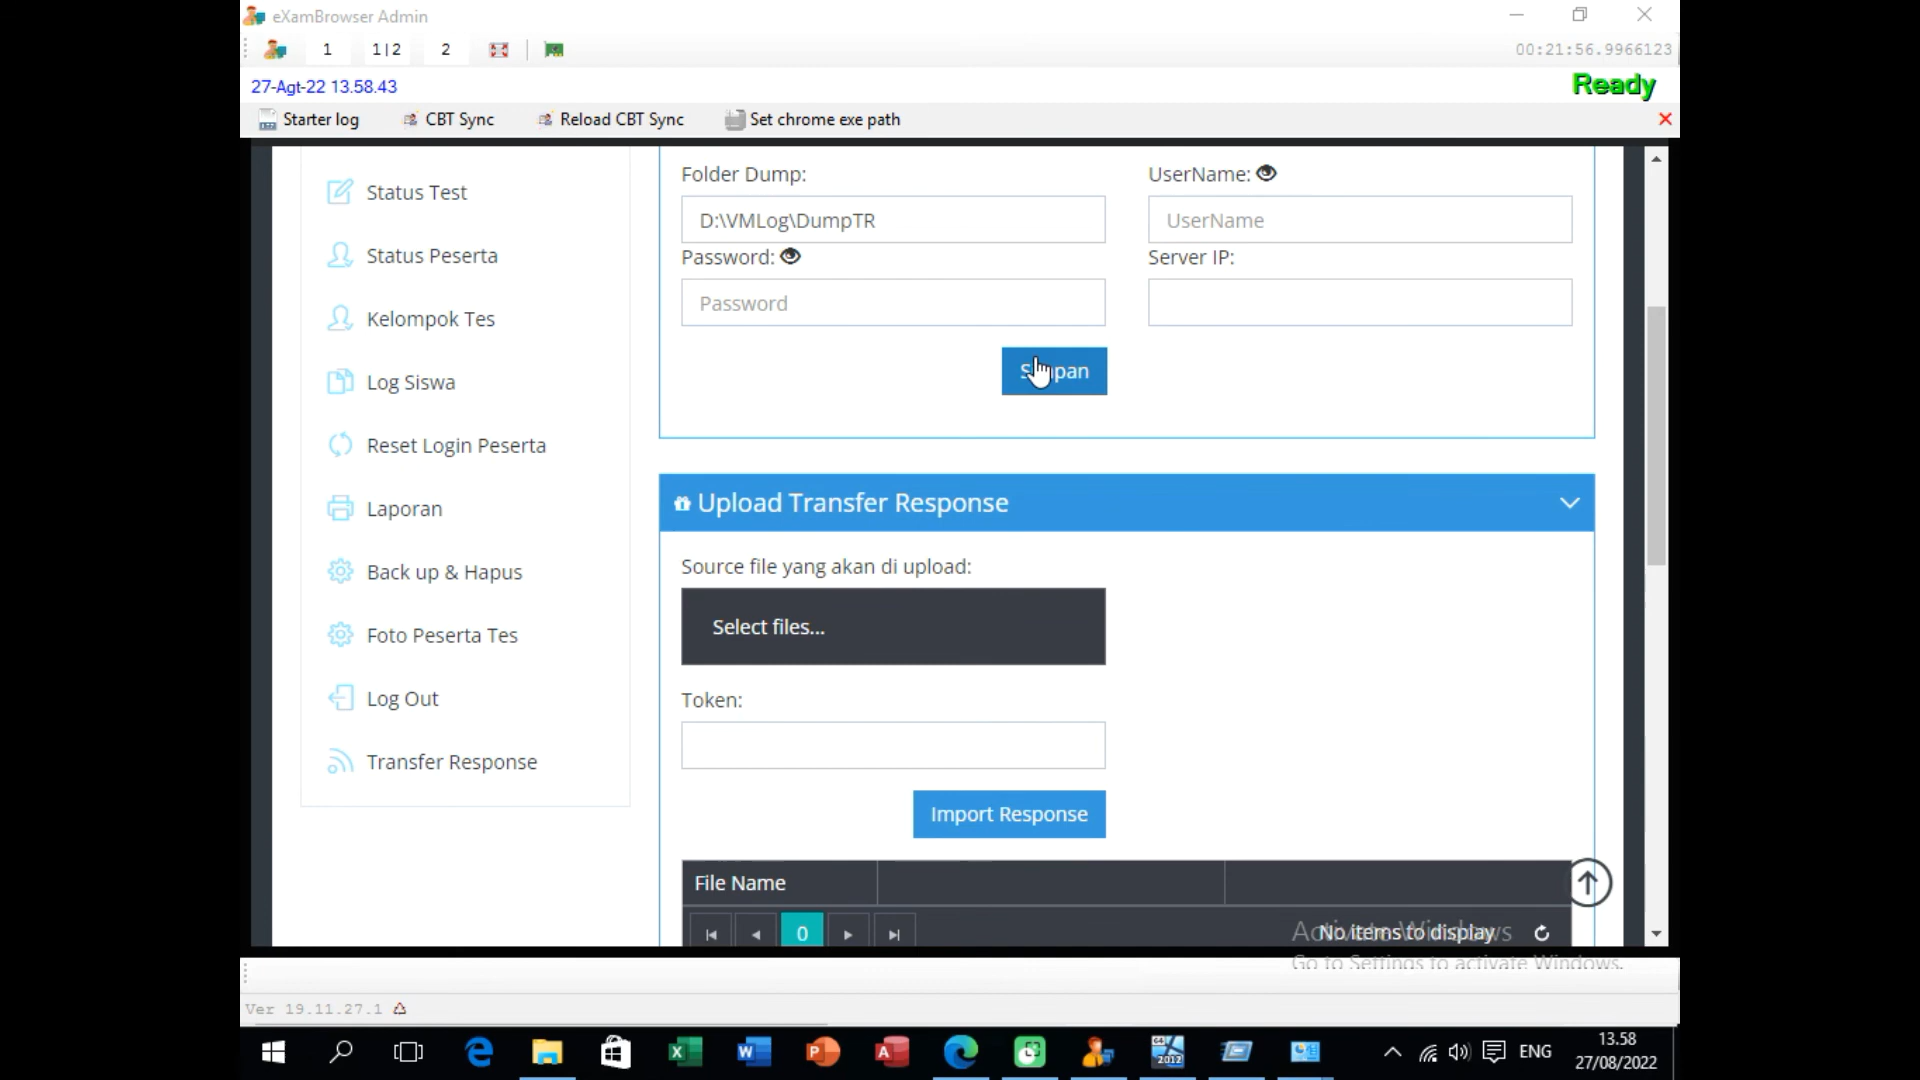 eXamBrowser Admin
1 1|2 2 00:21:56.9966123
27-Agt-22 13.58.43 Ready
Starter log CBT Sync Reload CBT Sync Set chrome exe path
Status Test
Status Peserta
Kelompok Tes
Log Siswa
Reset Login Peserta
Laporan
Back up & Hapus
Foto Peserta Tes
Log Out
Transfer Response
Folder Dump: UserName:
D:\VMLog\DumpTR UserName
Password: Server IP:
Password
Upload Transfer Response
Source file yang akan di upload:
Select files...
Token:
Import Response
File Name
0 No items to display
Activate Windows
Go to Settings to activate Windows.
Ver 19.11.27.1
ENG 13.58
27/08/2022